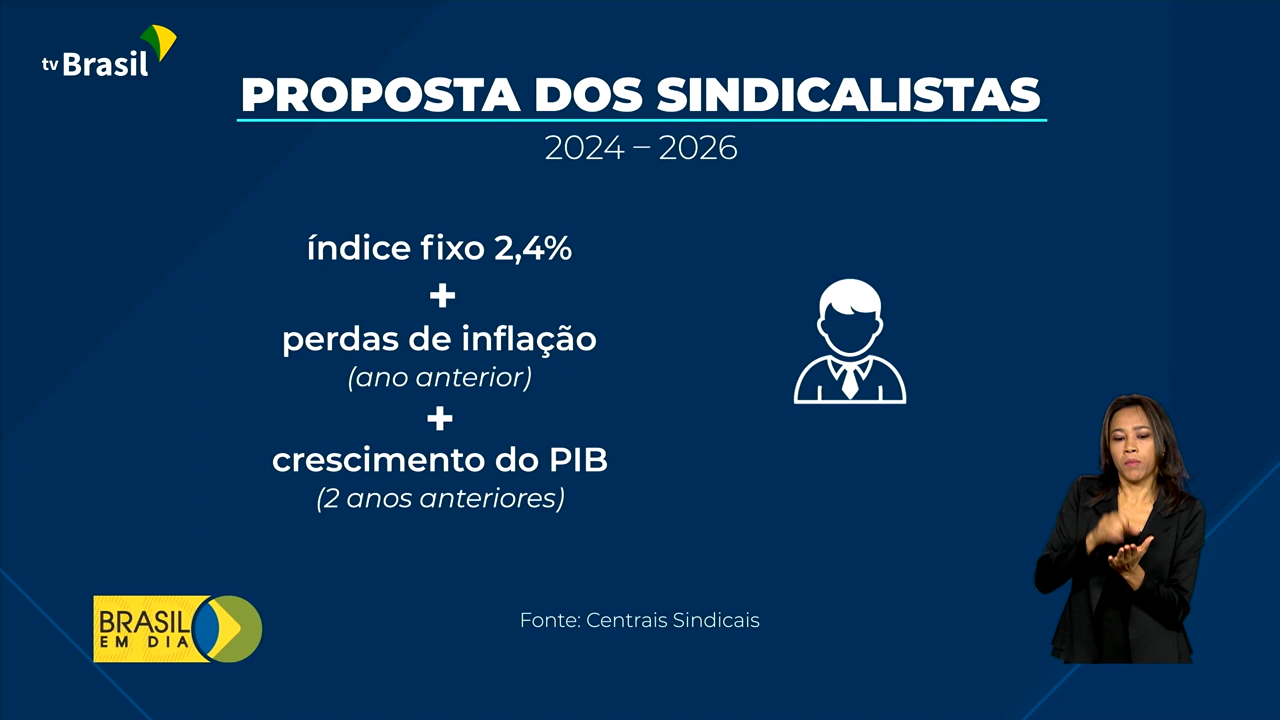 tv Brasil
PROPOSTA DOS SINDICALISTAS
2024 – 2026
índice fixo 2,4%
+
perdas de inflação
(ano anterior)
+
crescimento do PIB
(2 anos anteriores)
BRASIL
EM DIA
Fonte: Centrais Sindicais